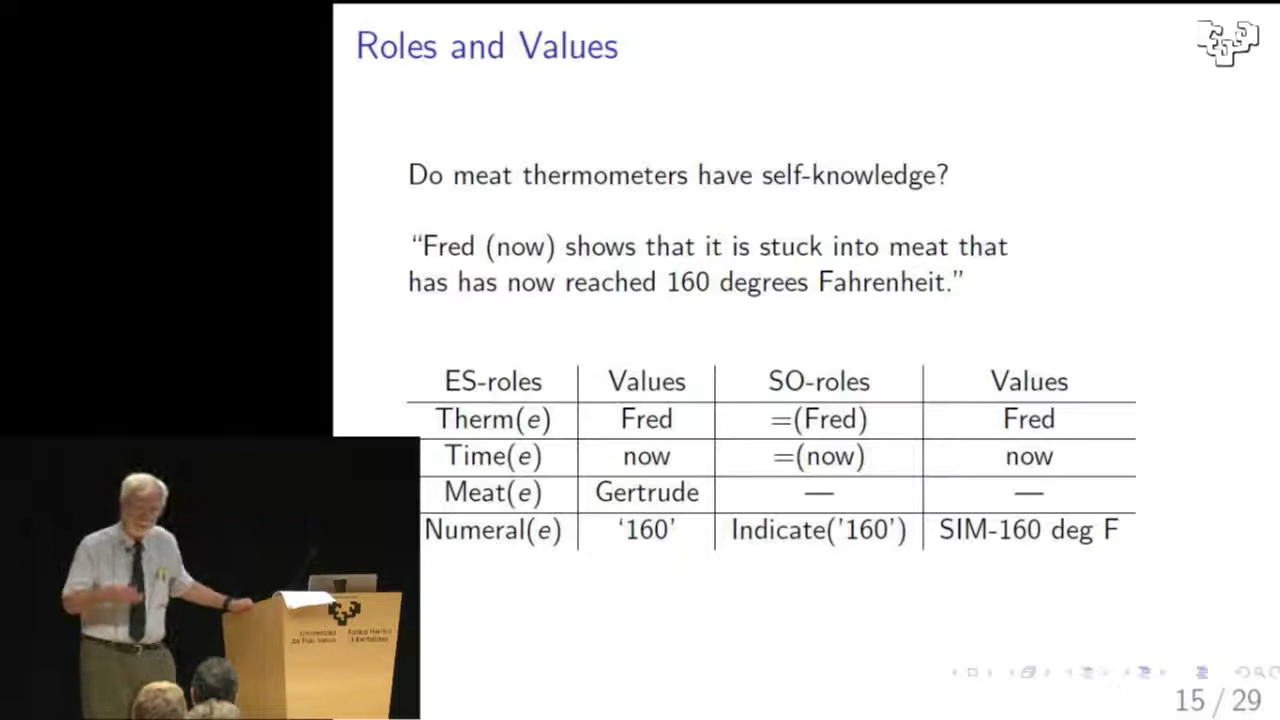 Roles and Values
Do meat thermometers have self-knowledge?
“Fred (now) shows that it is stuck into meat that
has has now reached 160 degrees Fahrenheit.”
ES-roles Values SO-roles Values
Therm(e) Fred =(Fred) Fred
Time(e) now =(now) now
Meat(e) Gertrude — —
Numeral(e) ‘160’ Indicate('160') SIM-160 deg F
15 / 29